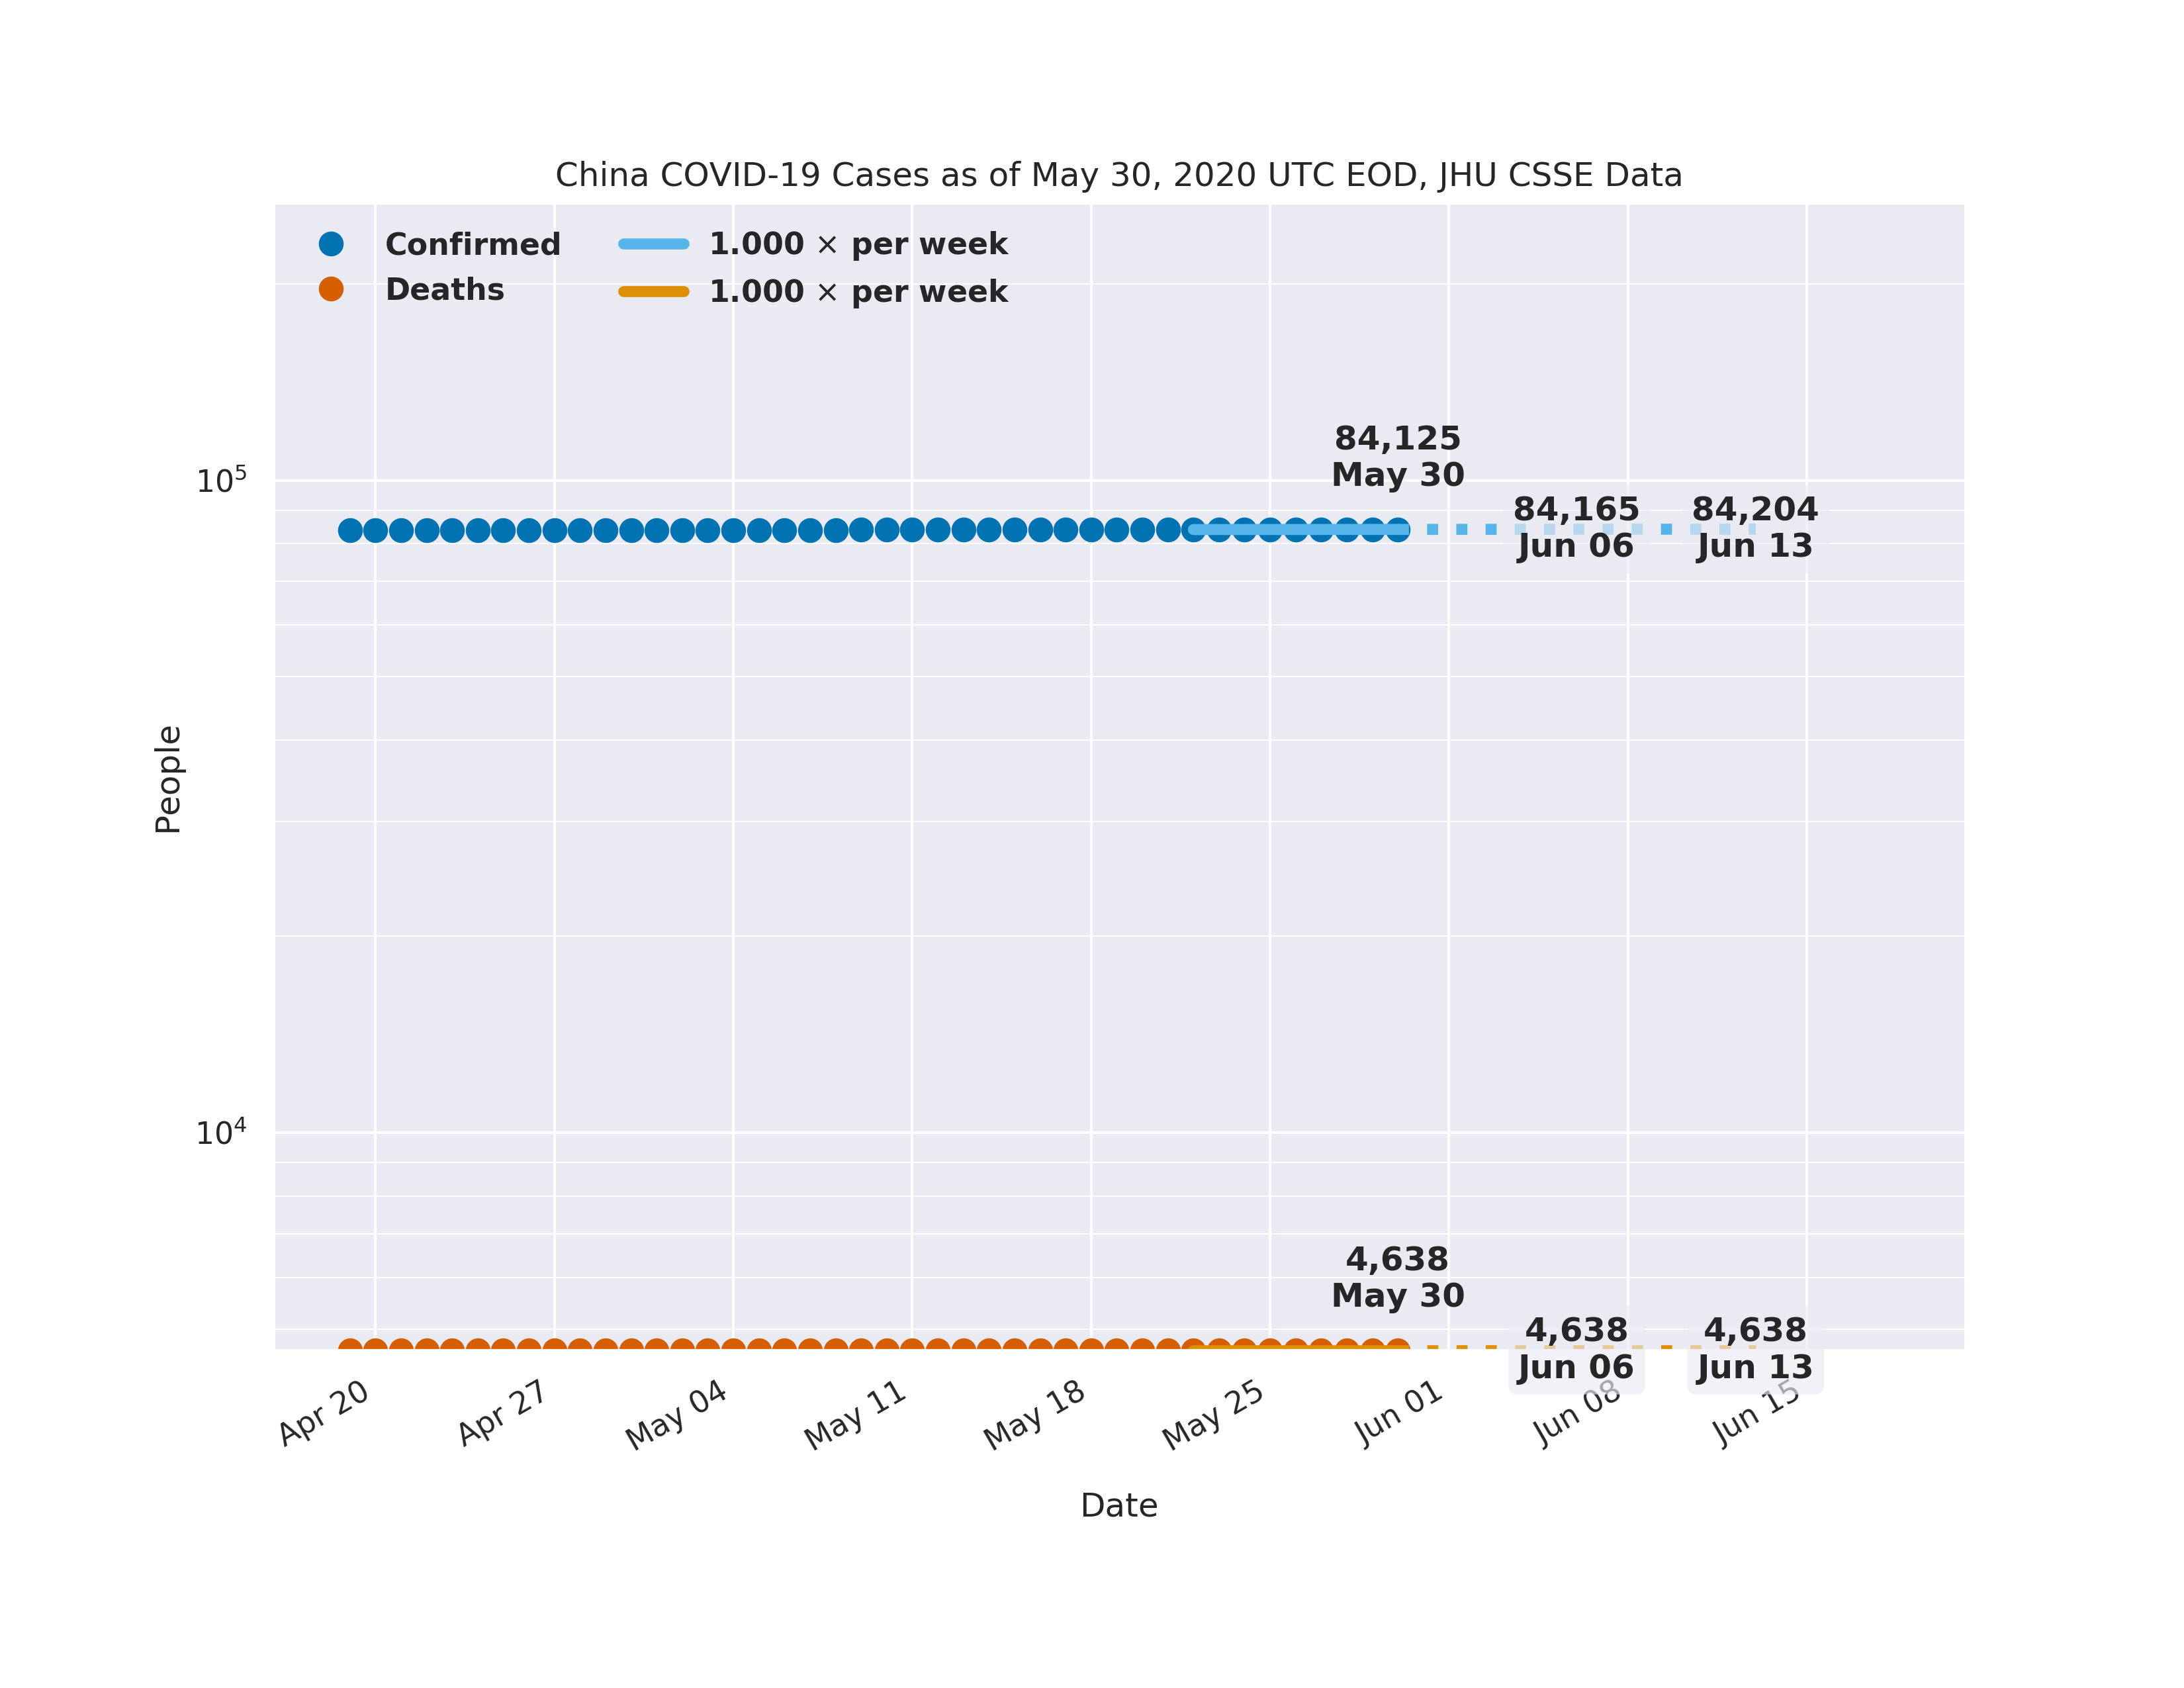 China COVID-19 Cases as of May 30, 2020 UTC EOD, JHU CSSE Data
Confirmed
Deaths
1.000 × per week
1.000 × per week
84,125
May 30
84,165
Jun 06
84,204
Jun 13
10⁵
People
10⁴
4,638
May 30
4,638
Jun 06
4,638
Jun 13
Apr 20
Apr 27
May 04
May 11
May 18
May 25
Jun 01
Jun 08
Jun 15
Date